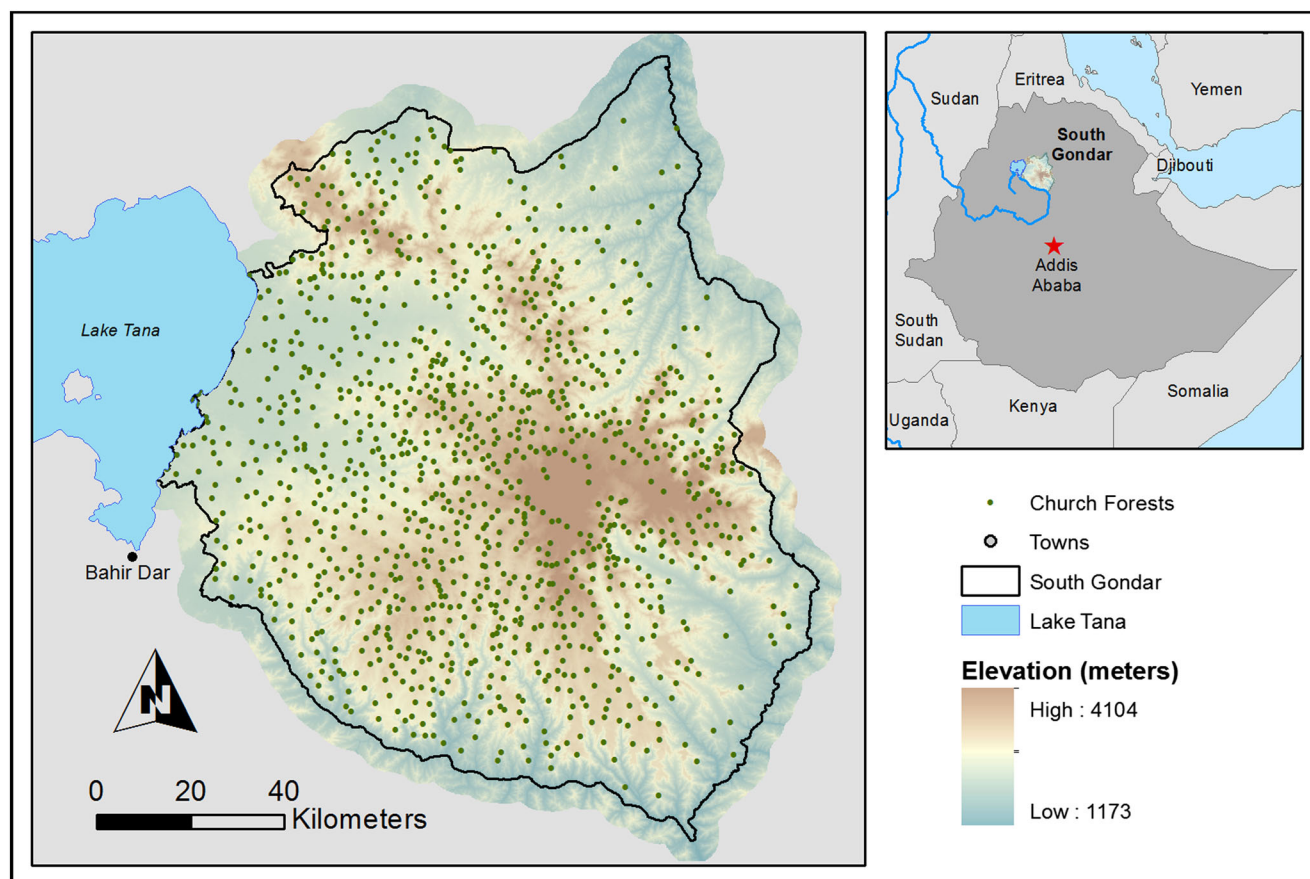 Lake Tana
Bahir Dar
N
0 20 40
Kilometers
Sudan
Eritrea
Yemen
South
Gondar
Djibouti
Addis
Ababa
South
Sudan
Uganda
Kenya
Somalia
Church Forests
Towns
South Gondar
Lake Tana
Elevation (meters)
High : 4104
Low : 1173